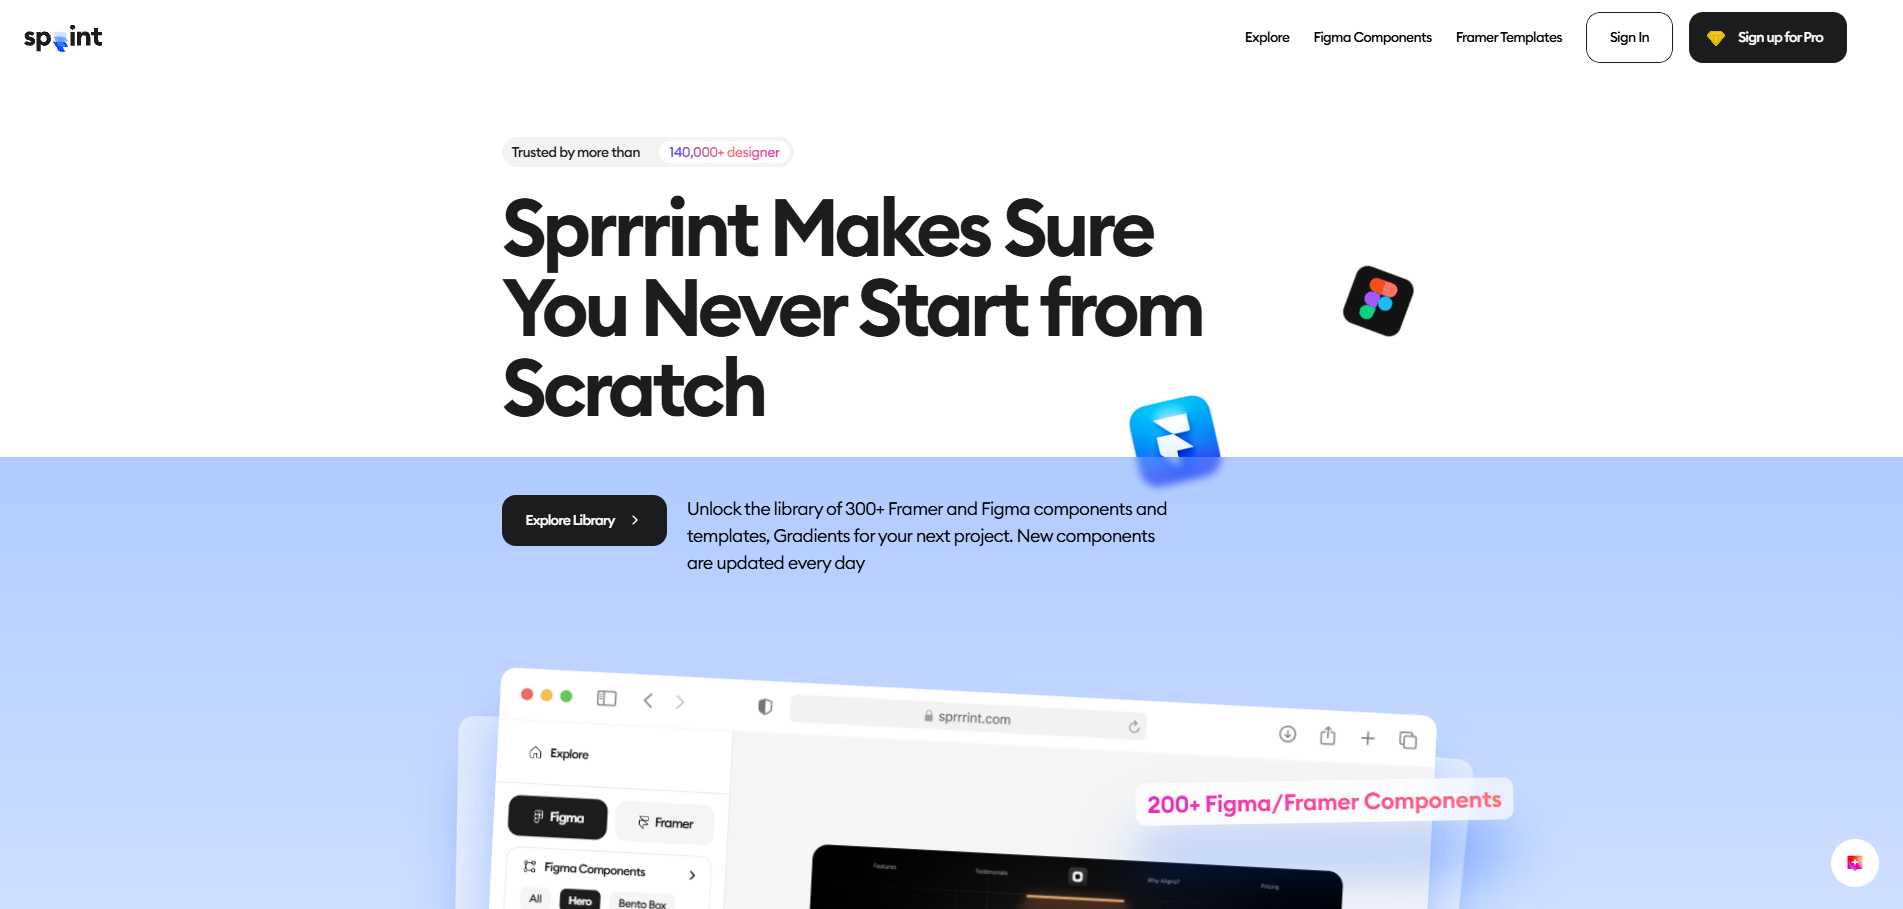 sprint
Explore
Figma Components
Framer Templates
Sign In
Sign up for Pro
Trusted by more than
140,000+ designer
Sprrrint Makes Sure
You Never Start from
Scratch
Explore Library
Unlock the library of 300+ Framer and Figma components and
templates, Gradients for your next project. New components
are updated every day
sprrrint.com
Explore
200+ Figma/Framer Components
Figma
Framer
Figma Components
All
Hero
Bento Box
Features
Testimonials
Why Aligno?
Pricing